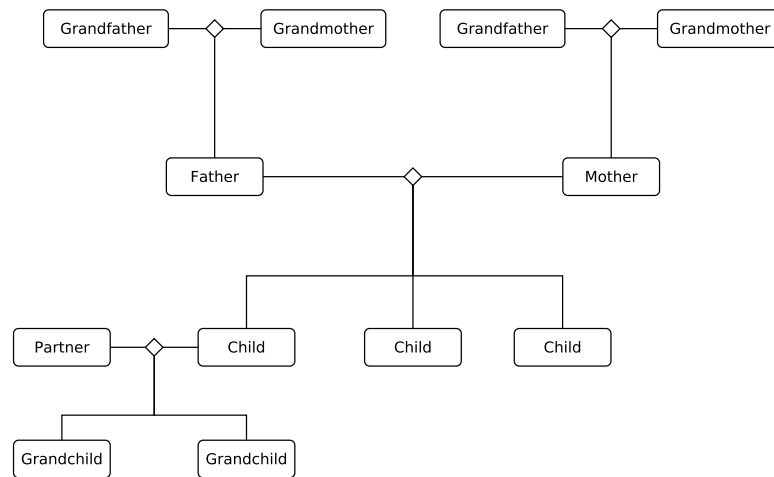 Grandfather
Grandmother
Grandfather
Grandmother
Father
Mother
Partner
Child
Child
Child
Grandchild
Grandchild